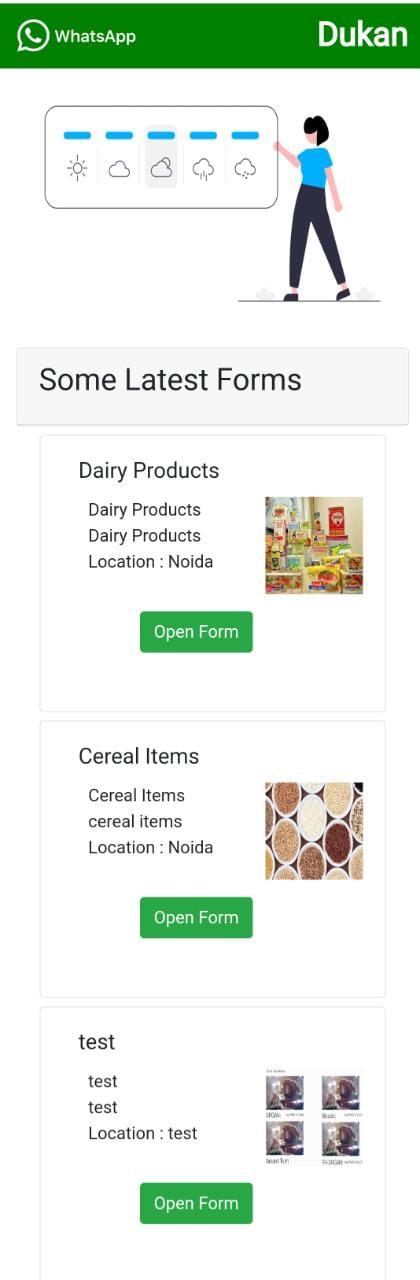 WhatsApp
Dukan
Some Latest Forms
Dairy Products
Dairy Products
Dairy Products
Location : Noida
Open Form
Cereal Items
Cereal Items
cereal items
Location : Noida
Open Form
test
test
test
Location : test
Open Form